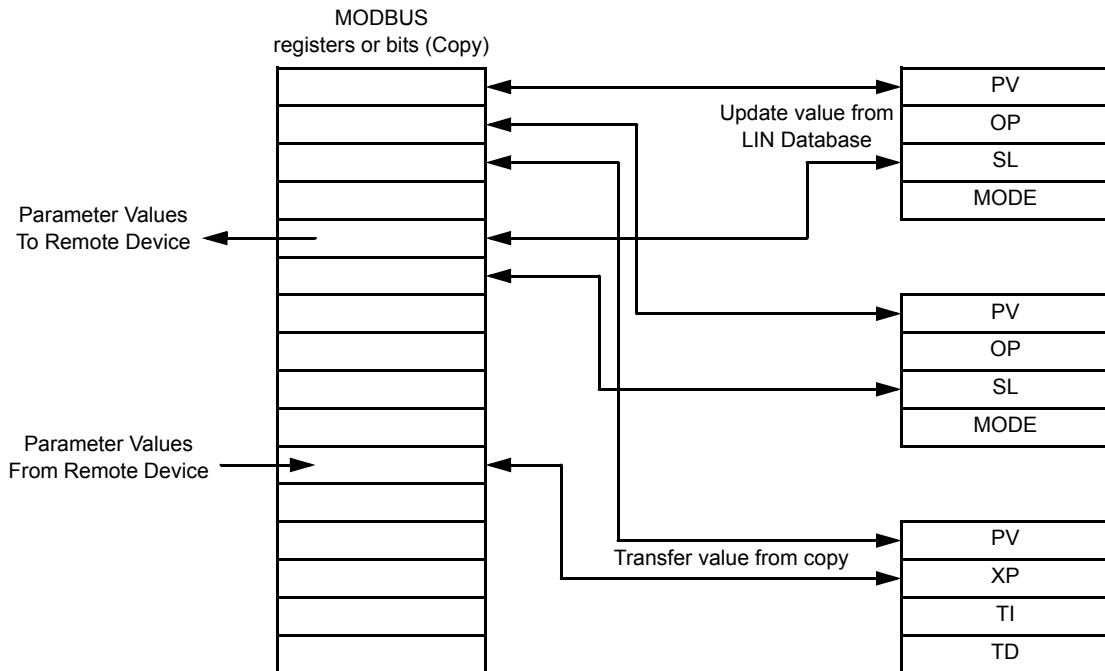 MODBUS
registers or bits (Copy)
PV
OP
SL
MODE
Update value from
LIN Database
Parameter Values
To Remote Device
PV
OP
SL
MODE
Parameter Values
From Remote Device
PV
XP
TI
TD
Transfer value from copy